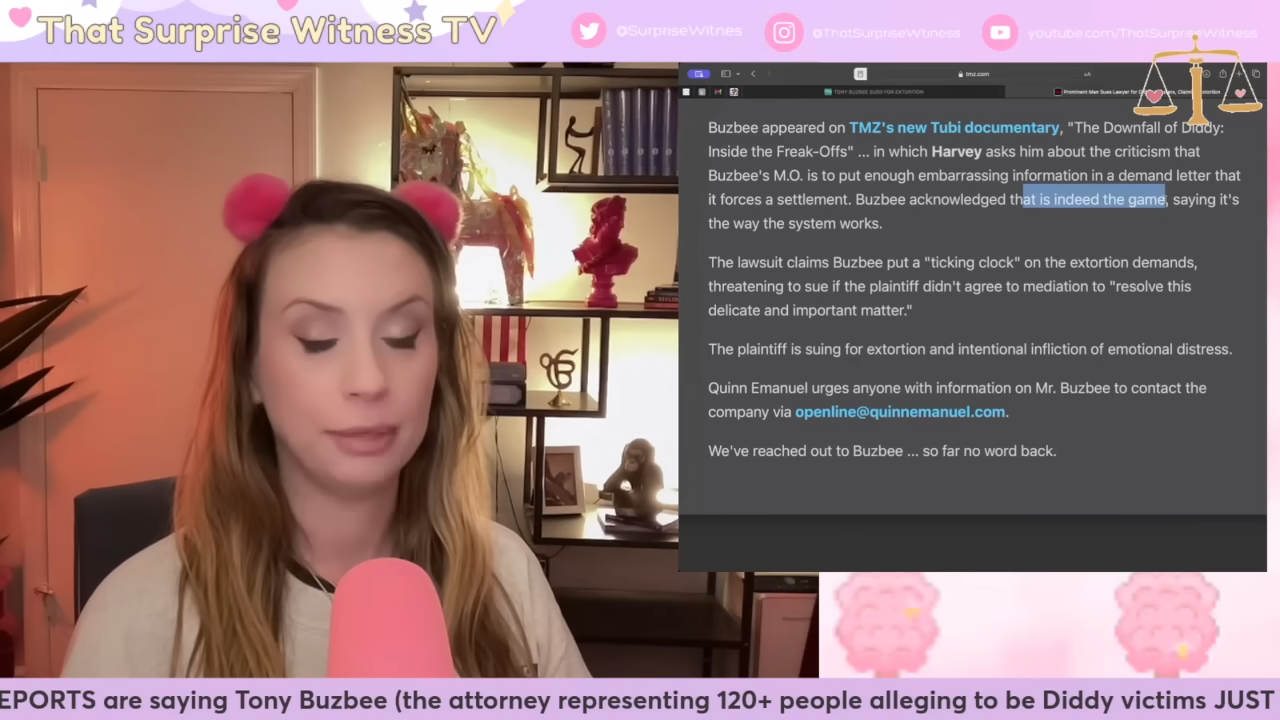 That Surprise Witness TV
@SurpriseWitnes
@ThatSurpriseWtiness
youtube.com/ThotSurpriseWitness
tmz.com
TONY BUZBEE SUED FOR EXTORTION
Buzbee appeared on TMZ's new Tubi documentary, "The Downfall of Diddy:
Inside the Freak-Offs" ... in which Harvey asks him about the criticism that
Buzbee's M.O. is to put enough embarrassing information in a demand letter that
it forces a settlement. Buzbee acknowledged that is indeed the game, saying it's
the way the system works.
The lawsuit claims Buzbee put a "ticking clock" on the extortion demands,
threatening to sue if the plaintiff didn't agree to mediation to "resolve this
delicate and important matter."
The plaintiff is suing for extortion and intentional infliction of emotional distress.
Quinn Emanuel urges anyone with information on Mr. Buzbee to contact the
company via openline@quinnemanuel.com.
We've reached out to Buzbee ... so far no word back.
EPORTS are saying Tony Buzbee (the attorney representing 120+ people alleging to be Diddy victims JUST